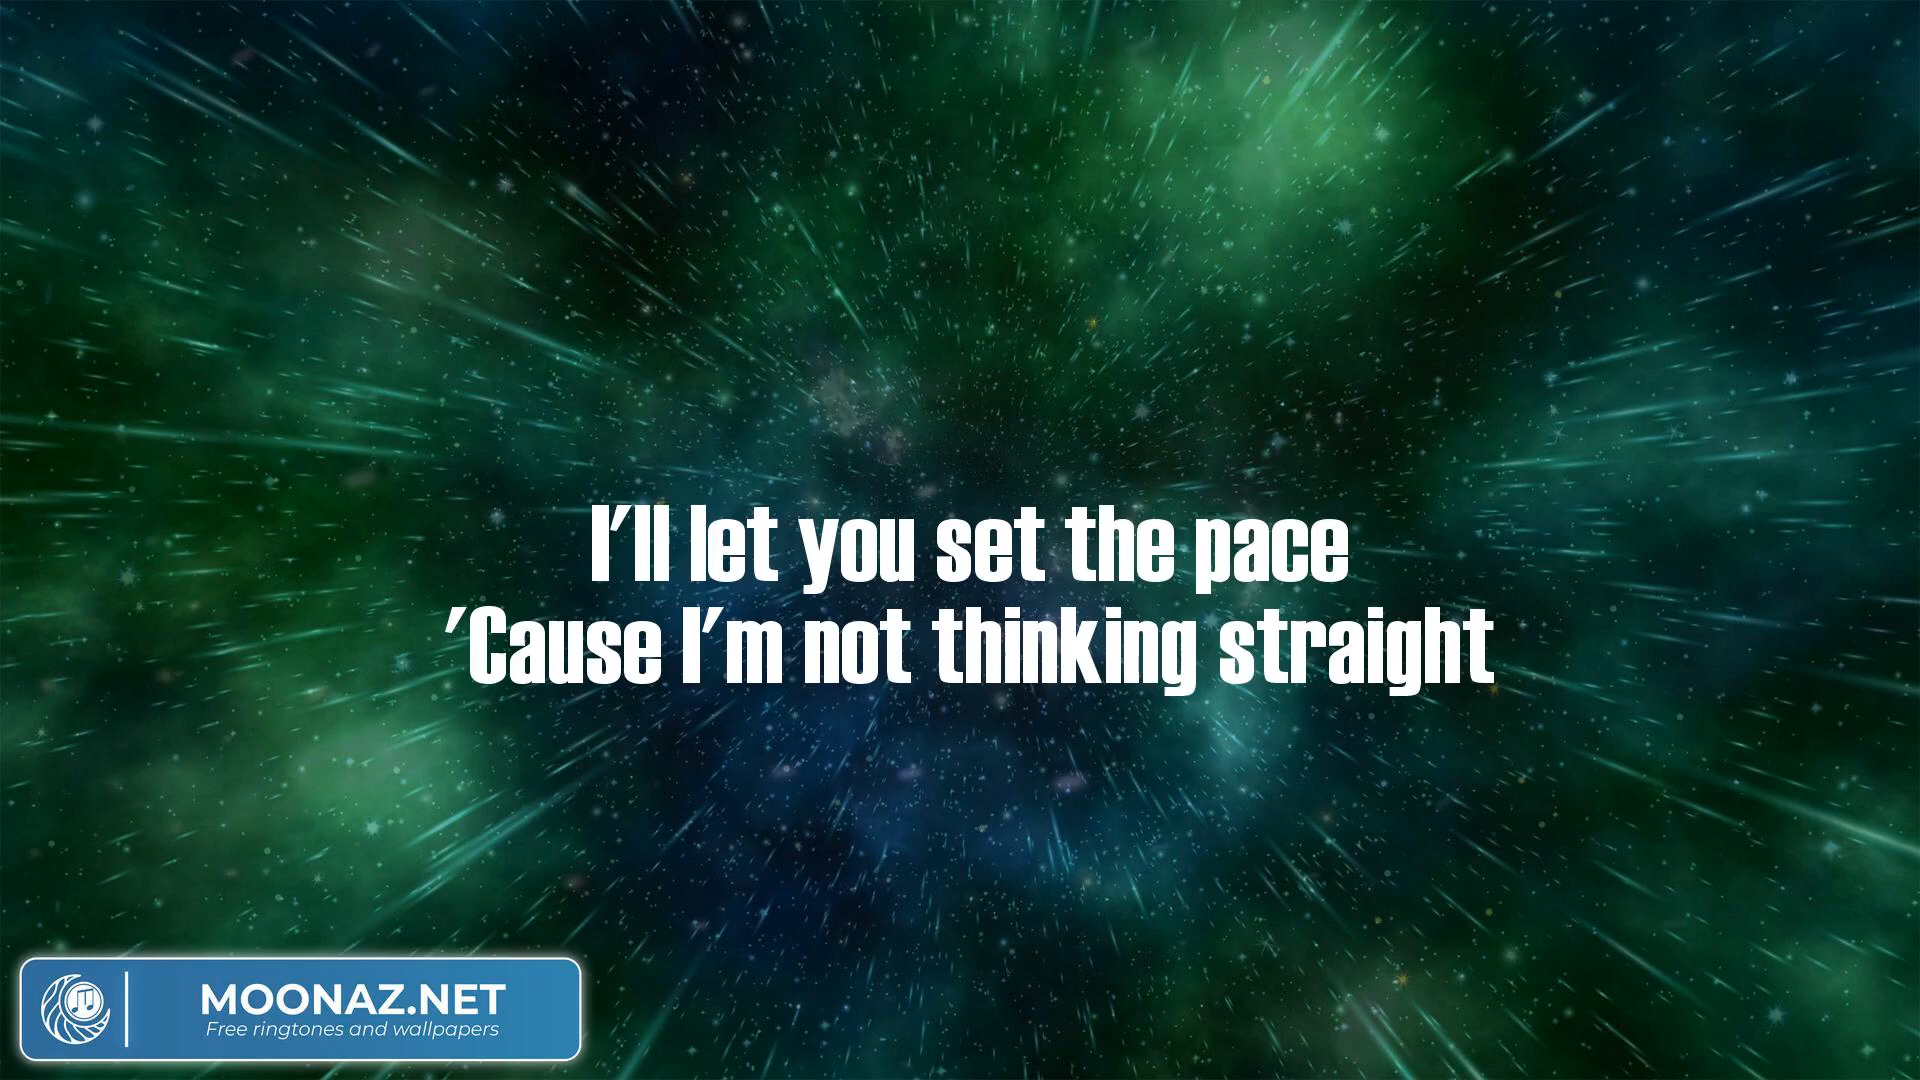 I'll let you set the pace
'Cause I'm not thinking straight
MOONAZ.NET
Free ringtones and wallpapers